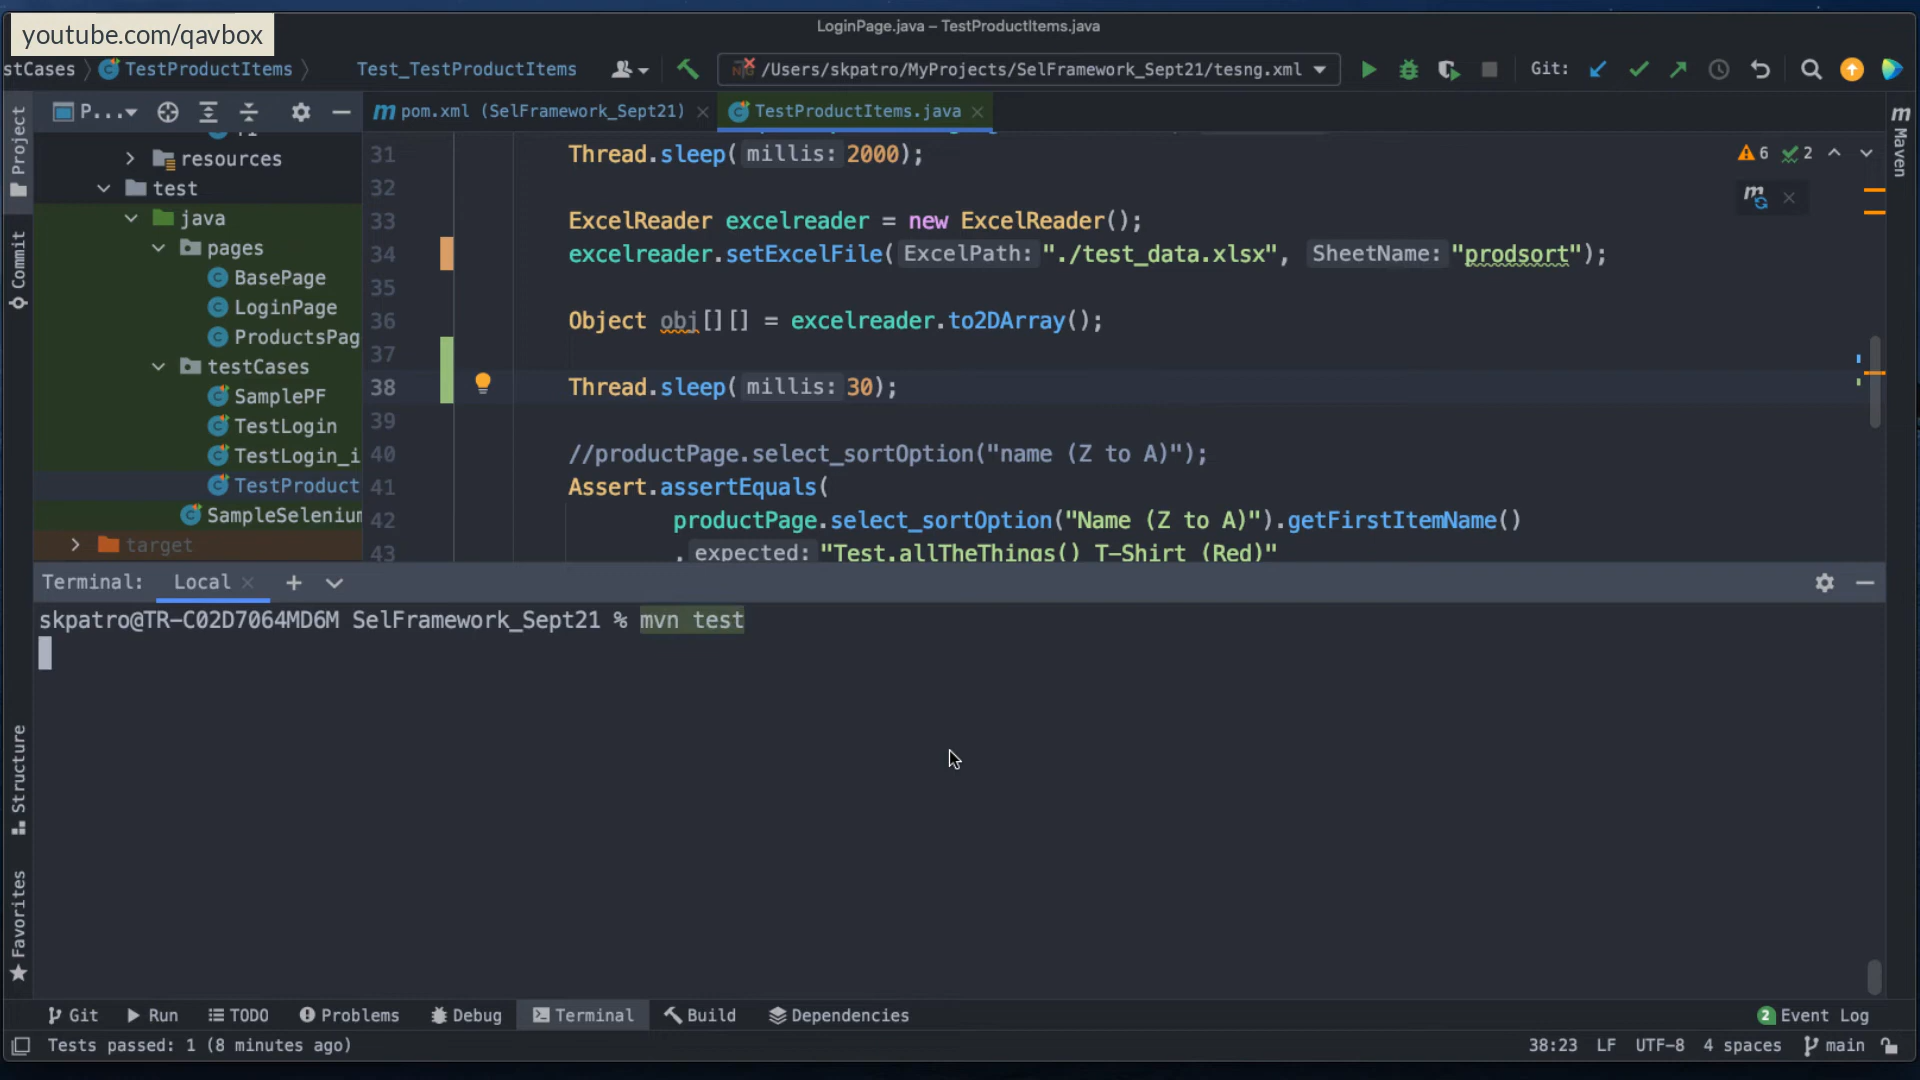 youtube.com/qavbox
LoginPage.java – TestProductItems.java
stCases TestProductItems Test_TestProductItems /Users/skpatro/MyProjects/SelFramework_Sept21/tesng.xml Git:
P... pom.xml (SelFramework_Sept21) TestProductItems.java
Project
Commit
Structure
Favorites
Maven
resources
test
java
pages
BasePage
LoginPage
ProductsPag
testCases
SamplePF
TestLogin
TestLogin_i
TestProduct
SampleSelenium
target
6 2
31 Thread.sleep( millis: 2000);
32
33 ExcelReader excelreader = new ExcelReader();
34 excelreader.setExcelFile( ExcelPath: "./test_data.xlsx", SheetName: "prodsort");
35
36 Object obj[][] = excelreader.to2DArray();
37
38 Thread.sleep( millis: 30);
39
40 //productPage.select_sortOption("name (Z to A)");
41 Assert.assertEquals(
42 productPage.select_sortOption("Name (Z to A)").getFirstItemName()
43 . expected: "Test.allTheThings() T-Shirt (Red)"
Terminal: Local
skpatro@TR-C02D7064MD6M SelFramework_Sept21 % mvn test
Git Run TODO Problems Debug Terminal Build Dependencies 2 Event Log
Tests passed: 1 (8 minutes ago) 38:23 LF UTF-8 4 spaces main